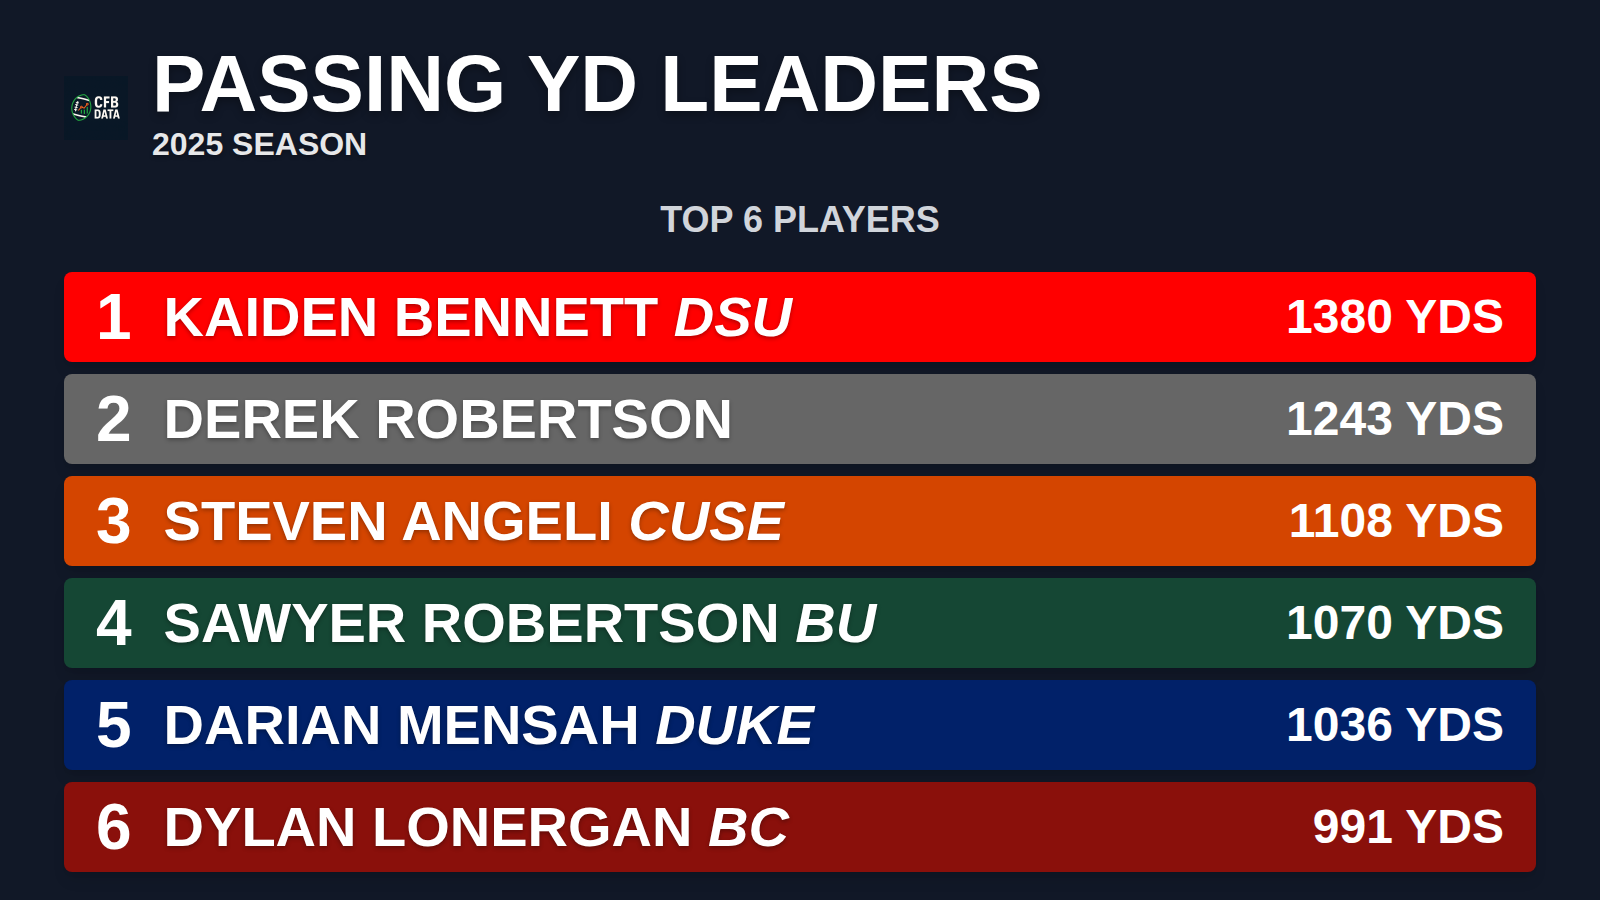 CFB
DATA
PASSING YD LEADERS
2025 SEASON
TOP 6 PLAYERS
1 KAIDEN BENNETT DSU 1380 YDS
2 DEREK ROBERTSON 1243 YDS
3 STEVEN ANGELI CUSE 1108 YDS
4 SAWYER ROBERTSON BU 1070 YDS
5 DARIAN MENSAH DUKE 1036 YDS
6 DYLAN LONERGAN BC 991 YDS